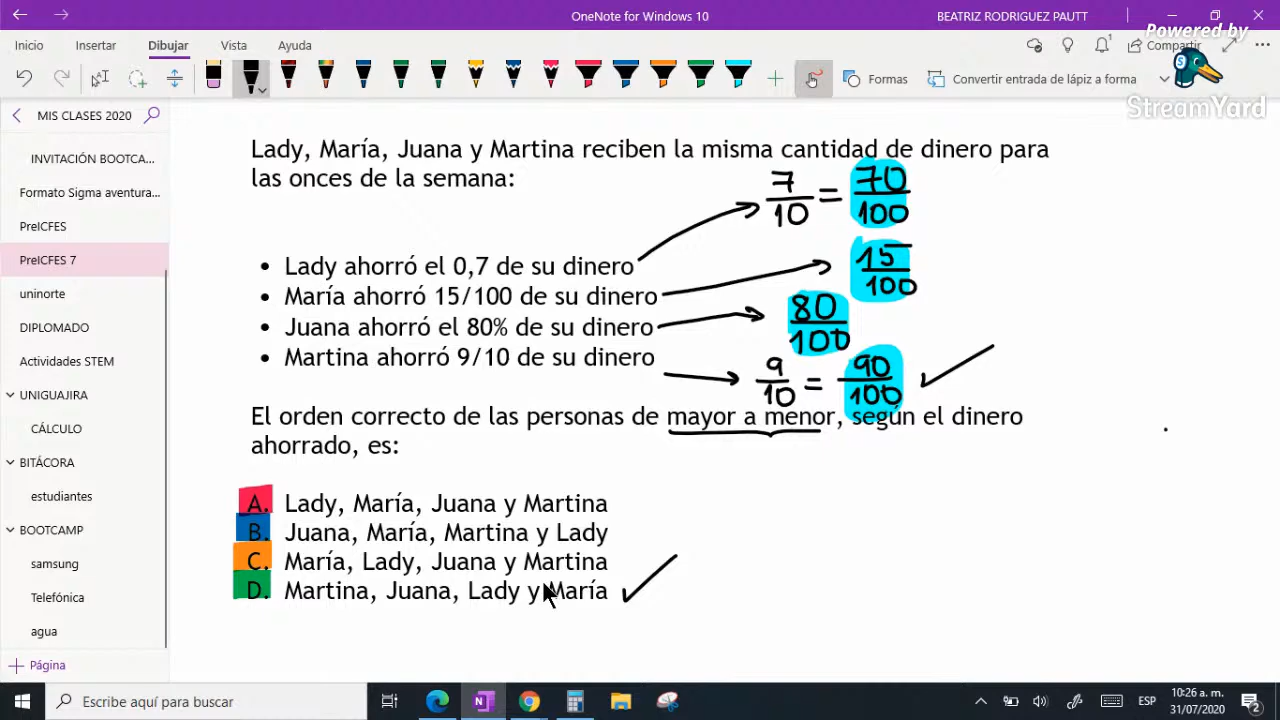 OneNote for Windows 10
BEATRIZ RODRIGUEZ PAUTT
Powered by
StreamYard
Inicio Insertar Dibujar Vista Ayuda
Compartir
Formas
Convertir entrada de lápiz a forma
MIS CLASES 2020
INVITACIÓN BOOTCA...
Formato Sigma aventura...
PreICFES
PreICFES 7
uninorte
DIPLOMADO
Actividades STEM
UNIGUAJIRA
CÁLCULO
BITÁCORA
estudiantes
BOOTCAMP
samsung
Telefónica
agua
Página
Lady, María, Juana y Martina reciben la misma cantidad de dinero para
las onces de la semana:
7/10 = 70/100
• Lady ahorró el 0,7 de su dinero
15/100
• María ahorró 15/100 de su dinero
80/100
• Juana ahorró el 80% de su dinero
• Martina ahorró 9/10 de su dinero
9/10 = 90/100
El orden correcto de las personas de mayor a menor, según el dinero
ahorrado, es:
A. Lady, María, Juana y Martina
B. Juana, María, Martina y Lady
C. María, Lady, Juana y Martina
D. Martina, Juana, Lady y María
Escribe aquí para buscar
ESP
10:26 a. m.
31/07/2020
2